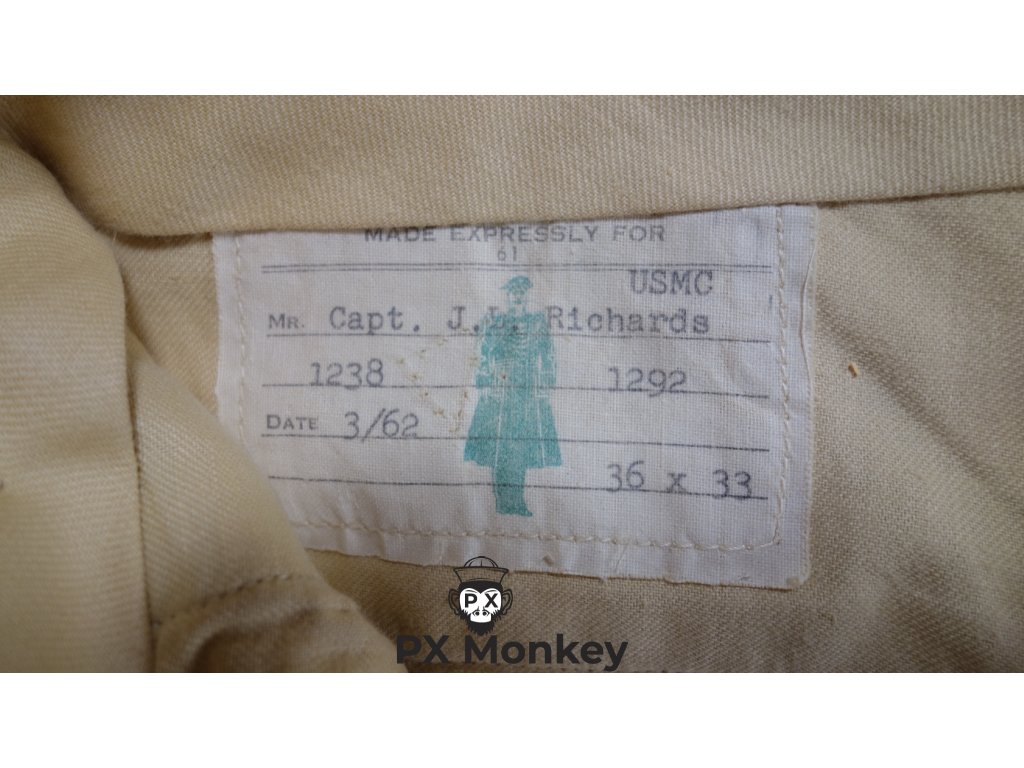 MADE EXPRESSLY FOR
61
USMC
MR. Capt. J.L. Richards
1238 1292
DATE 3/62
36 x 33
PX
PX Monkey